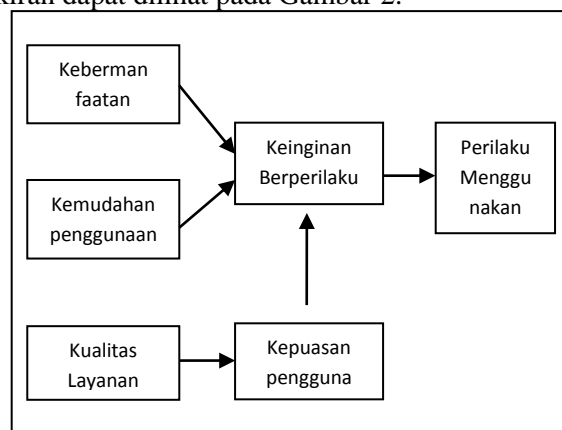 kiran dapat dilihat pada Gambar 2.
Keberman
faatan
Keinginan
Berperilaku
Perilaku
Menggu
nakan
Kemudahan
penggunaan
Kualitas
Layanan
Kepuasan
pengguna